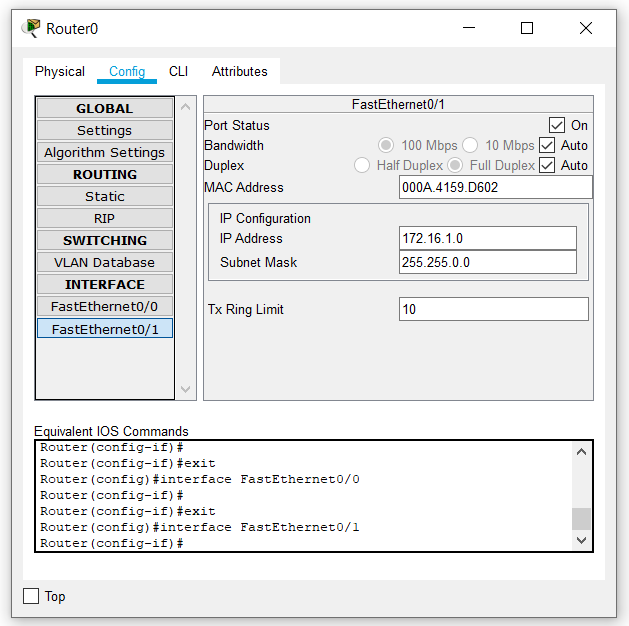 Router0
Physical Config CLI Attributes
GLOBAL
Settings
Algorithm Settings
ROUTING
Static
RIP
SWITCHING
VLAN Database
INTERFACE
FastEthernet0/0
FastEthernet0/1
FastEthernet0/1
Port Status On
Bandwidth 100 Mbps 10 Mbps Auto
Duplex Half Duplex Full Duplex Auto
MAC Address 000A.4159.D602
IP Configuration
IP Address 172.16.1.0
Subnet Mask 255.255.0.0
Tx Ring Limit 10
Equivalent IOS Commands
Router(config-if)#
Router(config-if)#exit
Router(config)#interface FastEthernet0/0
Router(config-if)#
Router(config-if)#exit
Router(config)#interface FastEthernet0/1
Router(config-if)#
Top